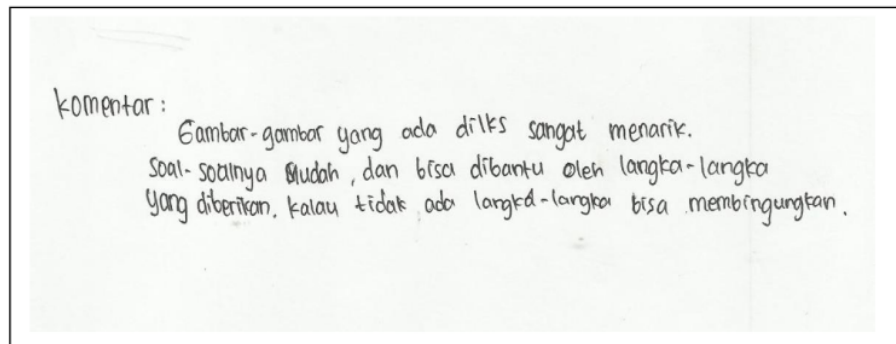 Komentar:
Gambar-gambar yang ada dilks sangat menarik.
Soal-soalnya mudah, dan bisa dibantu oleh langka-langka
yang diberikan. Kalau tidak ada langka-langka bisa membingungkan.